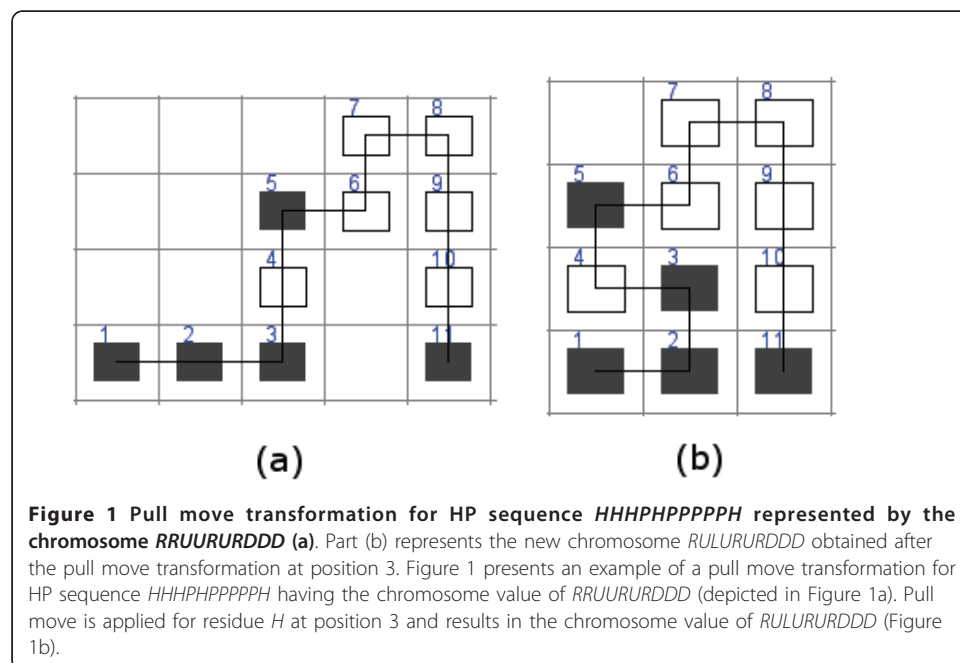 7 8
5 6 9
4 10
1 2 3 11
(a)
7 8
5 6 9
4 3 10
1 2 11
(b)
Figure 1 Pull move transformation for HP sequence HHHPHPPPPPH represented by the
chromosome RRUURURDDD (a). Part (b) represents the new chromosome RULURURDDD obtained after
the pull move transformation at position 3. Figure 1 presents an example of a pull move transformation for
HP sequence HHHPHPPPPPH having the chromosome value of RRUURURDDD (depicted in Figure 1a). Pull
move is applied for residue H at position 3 and results in the chromosome value of RULURURDDD (Figure
1b).